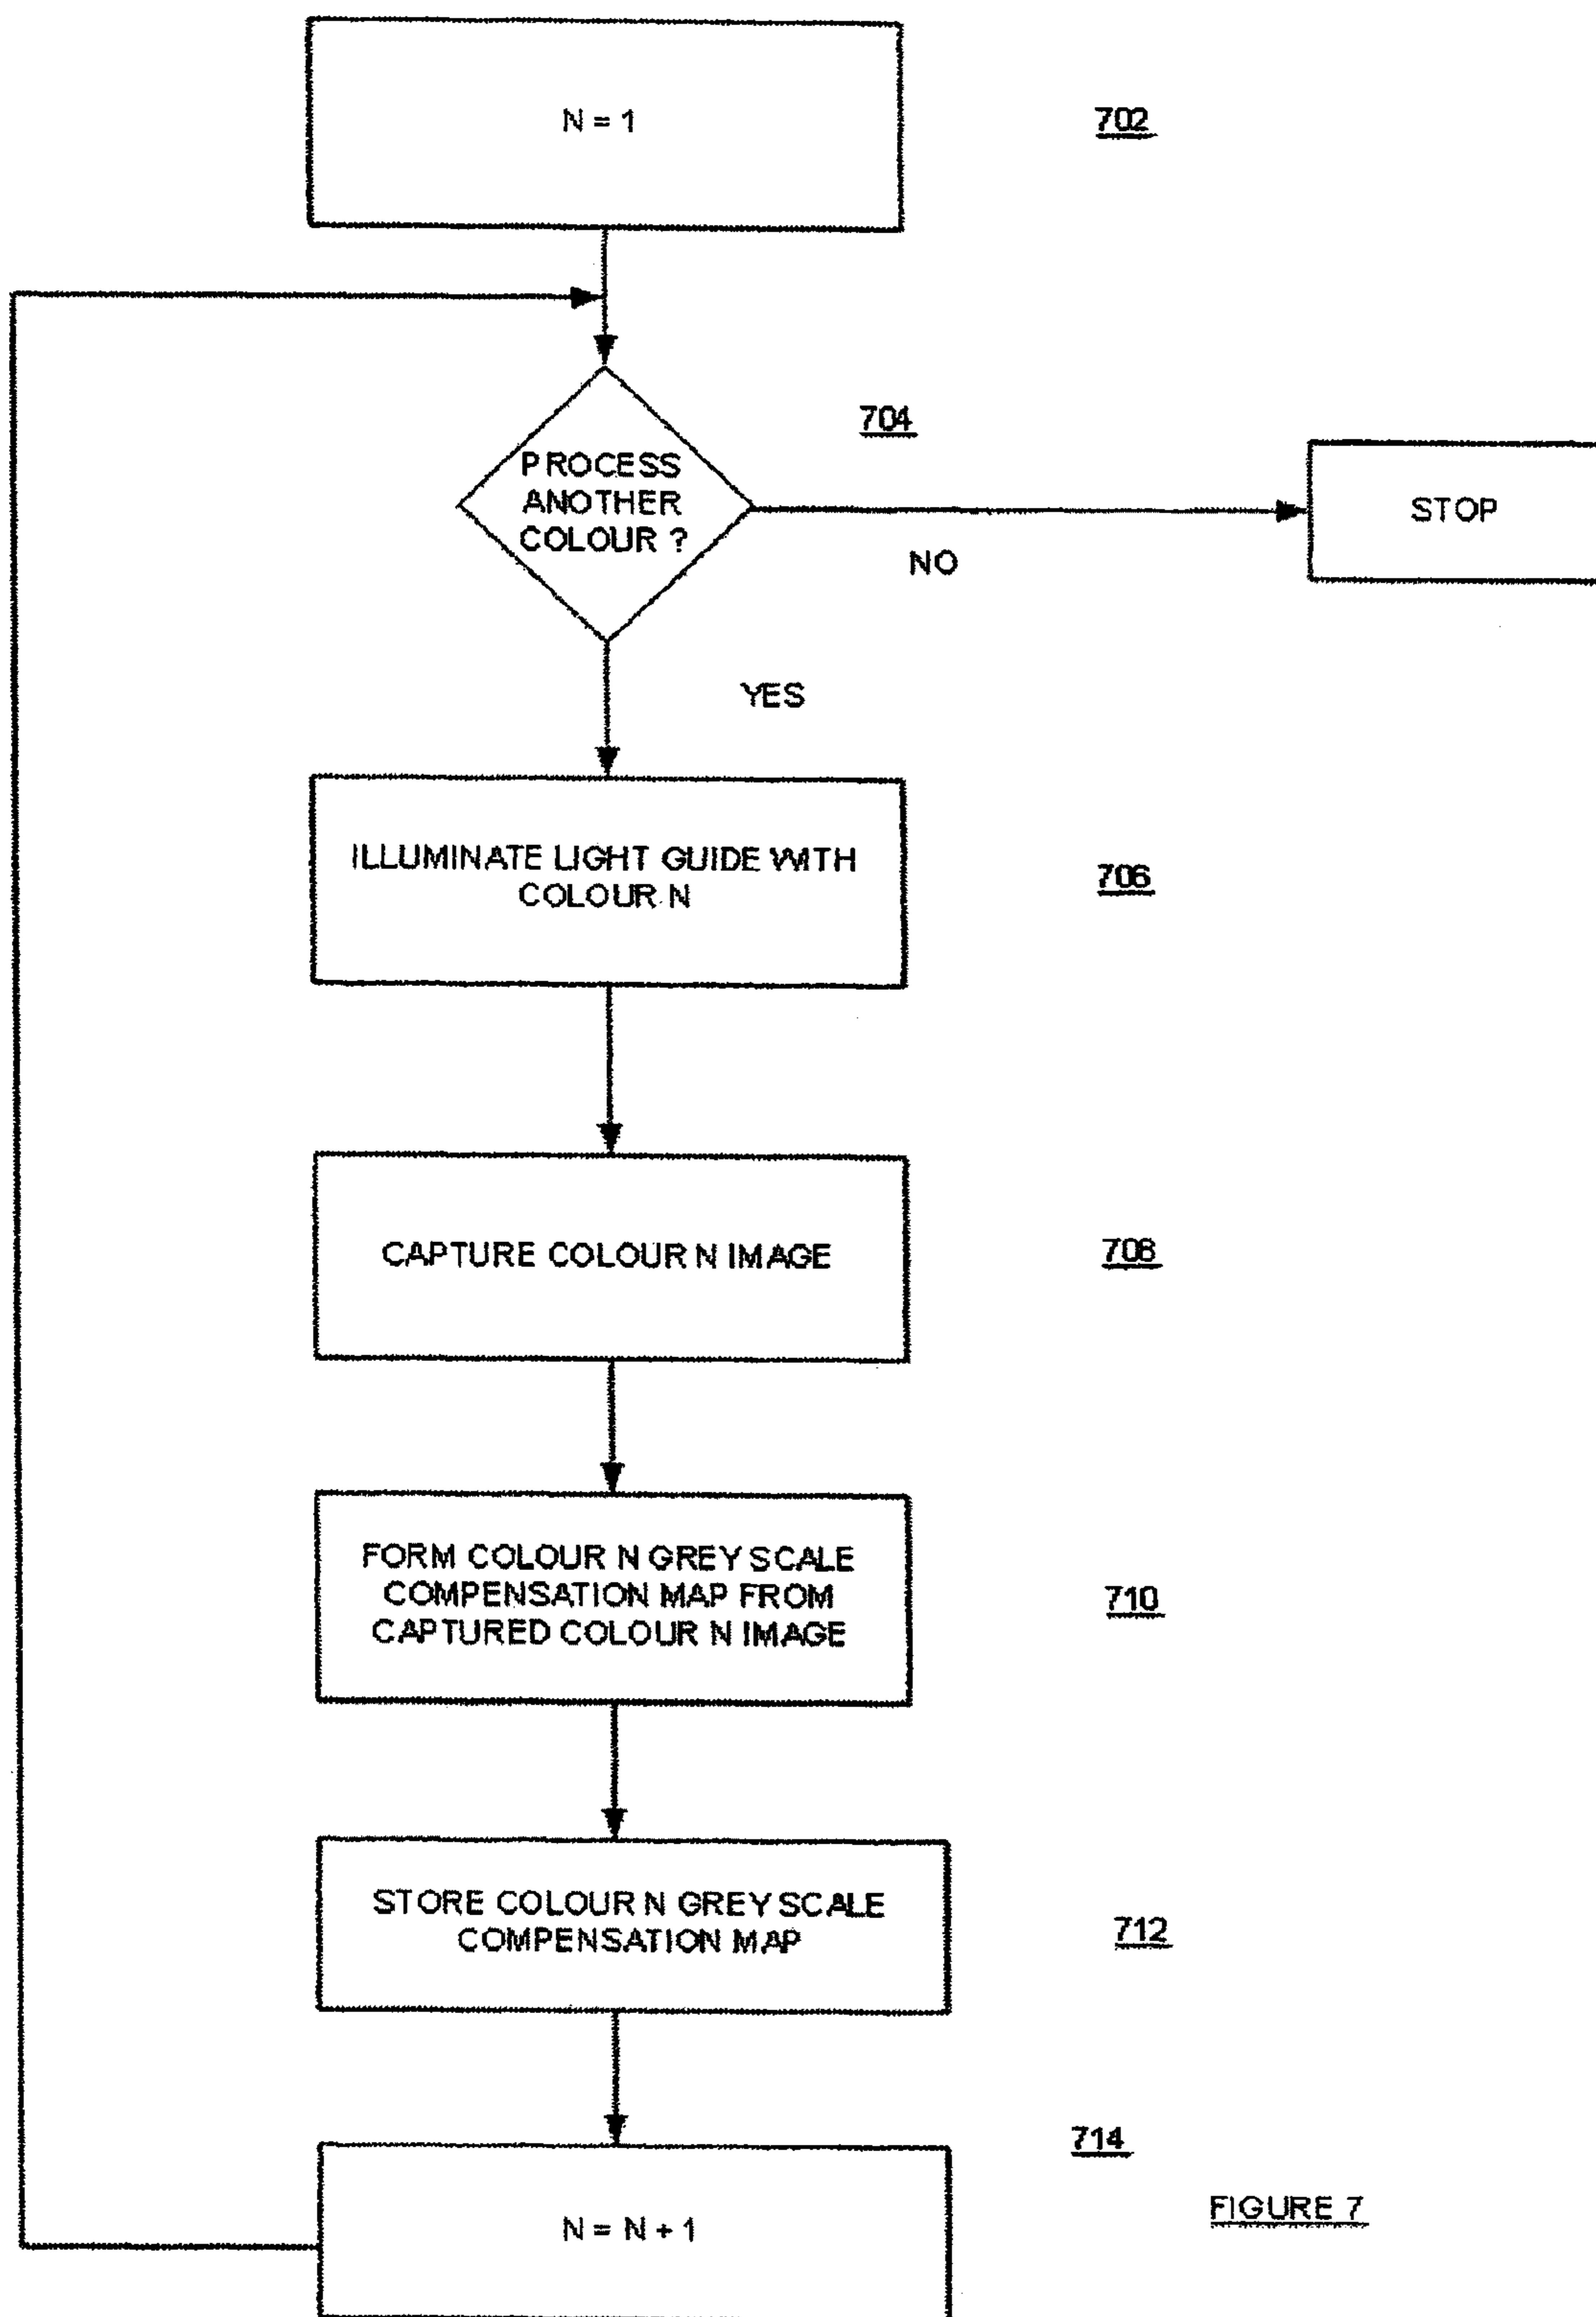 N = 1
702
704
PROCESS
ANOTHER
COLOUR ?
STOP
NO
YES
ILLUMINATE LIGHT GUIDE WITH
COLOUR N
706
CAPTURE COLOUR N IMAGE
708
FORM COLOUR N GREY SCALE
COMPENSATION MAP FROM
CAPTURED COLOUR N IMAGE
710
STORE COLOUR N GREY SCALE
COMPENSATION MAP
712
714
N = N + 1
FIGURE 7